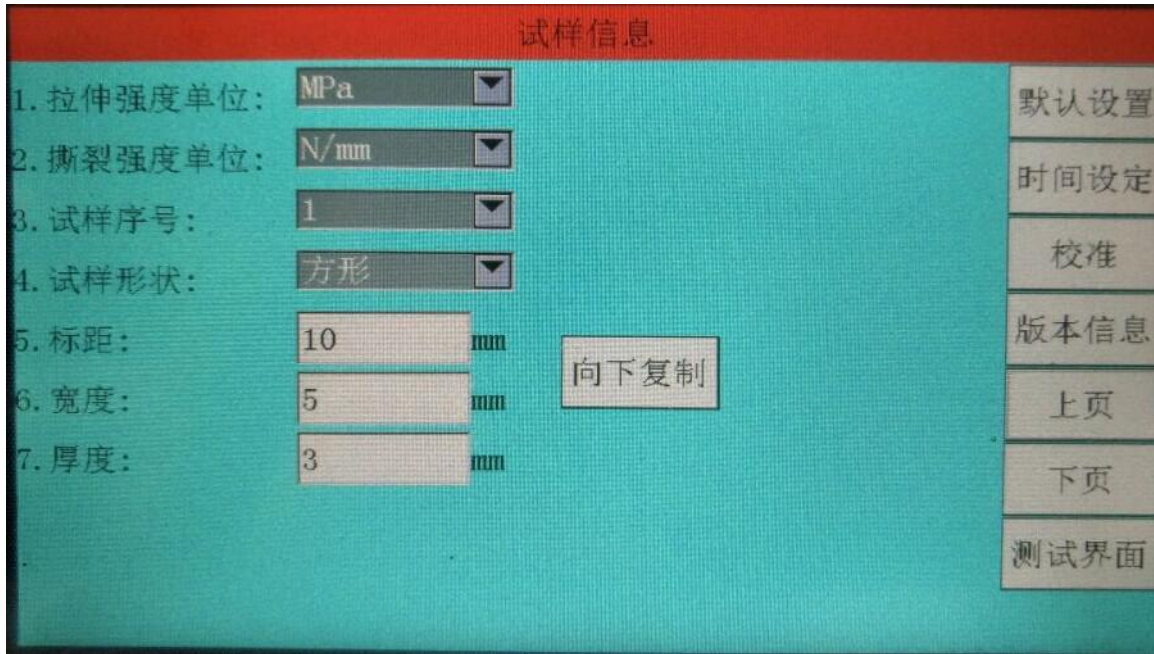 试样信息
1.拉伸强度单位: MPa
2.撕裂强度单位: N/mm
3.试样序号: 1
4.试样形状: 方形
5.标距: 10 mm
6.宽度: 5 mm
7.厚度: 3 mm
向下复制
默认设置
时间设定
校准
版本信息
上页
下页
测试界面